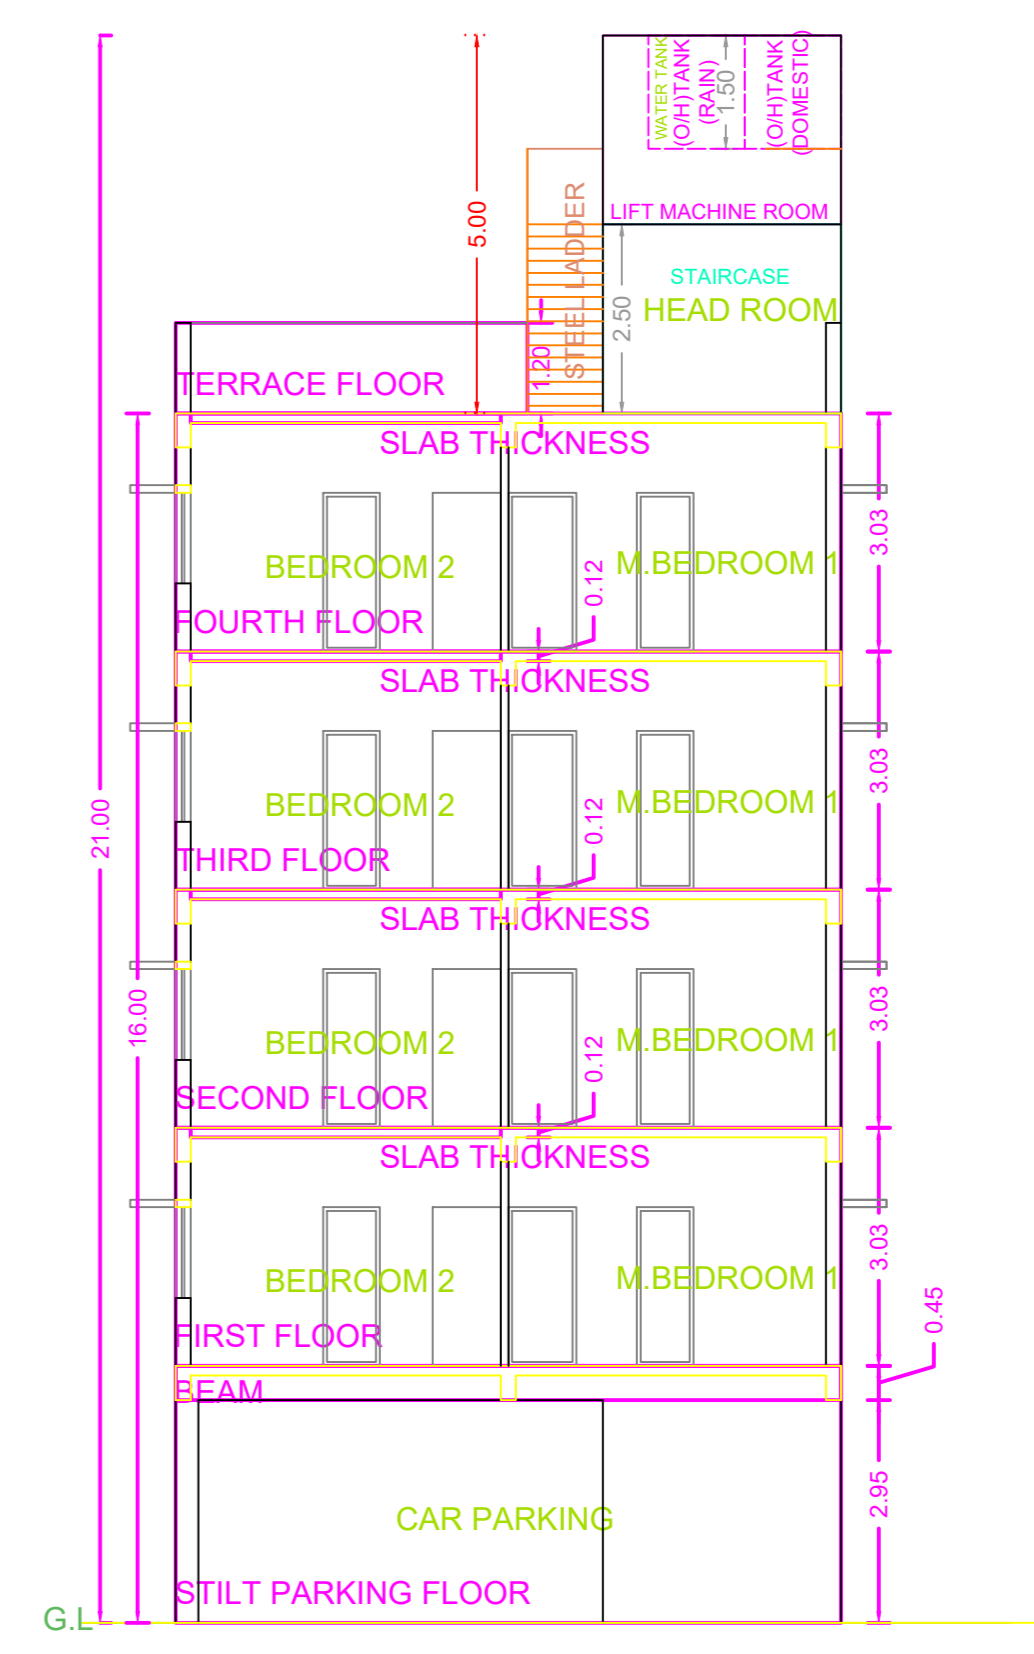 WATER TANK
(O/H)TANK
(RAIN)
1.50
(O/H)TANK
(DOMESTIC)
5.00
STEEL LADDER
LIFT MACHINE ROOM
STAIRCASE
HEAD ROOM
2.50
1.20
TERRACE FLOOR
SLAB THICKNESS
3.03
BEDROOM 2
M.BEDROOM 1
0.12
FOURTH FLOOR
SLAB THICKNESS
3.03
BEDROOM 2
M.BEDROOM 1
0.12
21.00
THIRD FLOOR
SLAB THICKNESS
16.00
3.03
BEDROOM 2
M.BEDROOM 1
0.12
SECOND FLOOR
SLAB THICKNESS
3.03
BEDROOM 2
M.BEDROOM 1
0.45
FIRST FLOOR
BEAM
2.95
CAR PARKING
STILT PARKING FLOOR
G.L